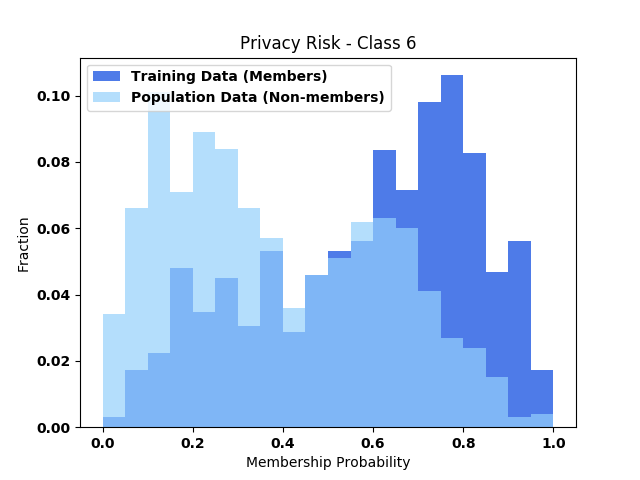 Privacy Risk - Class 6
Training Data (Members)
Population Data (Non-members)
0.10
0.08
0.06
0.04
0.02
0.00
Fraction
0.0 0.2 0.4 0.6 0.8 1.0
Membership Probability